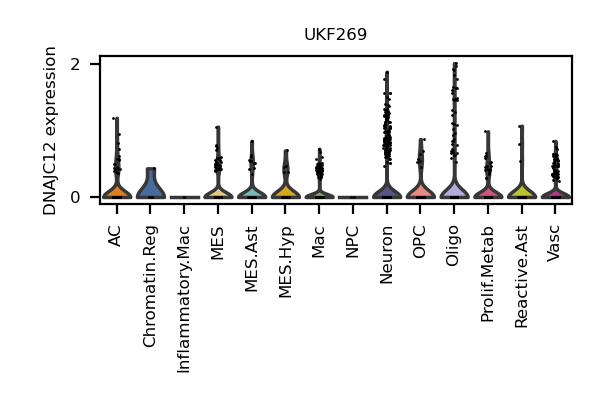 UKF269
DNAJC12 expression
2
0
AC
Chromatin.Reg
Inflammatory.Mac
MES
MES.Ast
MES.Hyp
Mac
NPC
Neuron
OPC
Oligo
Prolif.Metab
Reactive.Ast
Vasc